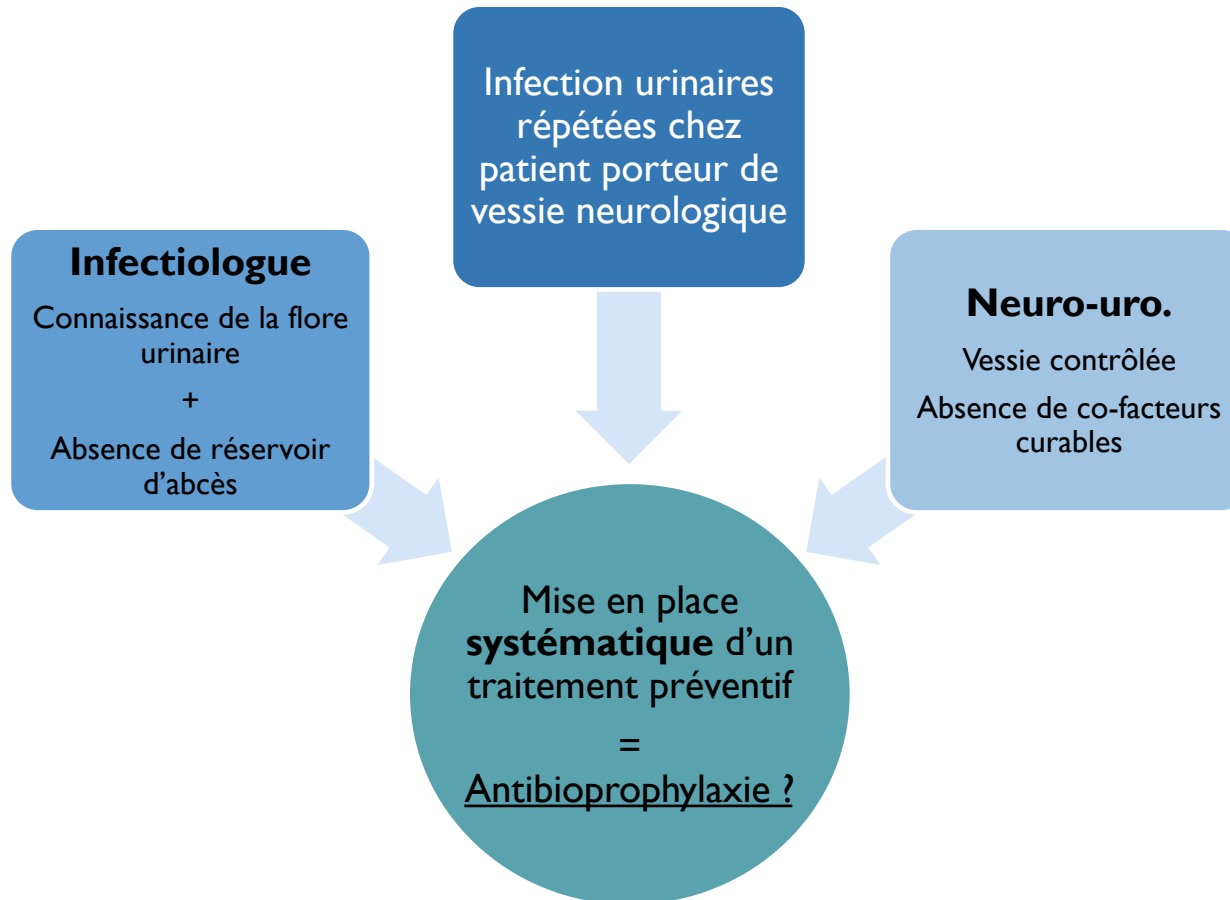 Infection urinaires
répétées chez
patient porteur de
vessie neurologique
Infectiologue
Connaissance de la flore
urinaire
+
Absence de réservoir
d'abcès
Neuro-uro.
Vessie contrôlée
Absence de co-facteurs
curables
Mise en place
systématique d'un
traitement préventif
=
Antibioprophylaxie ?